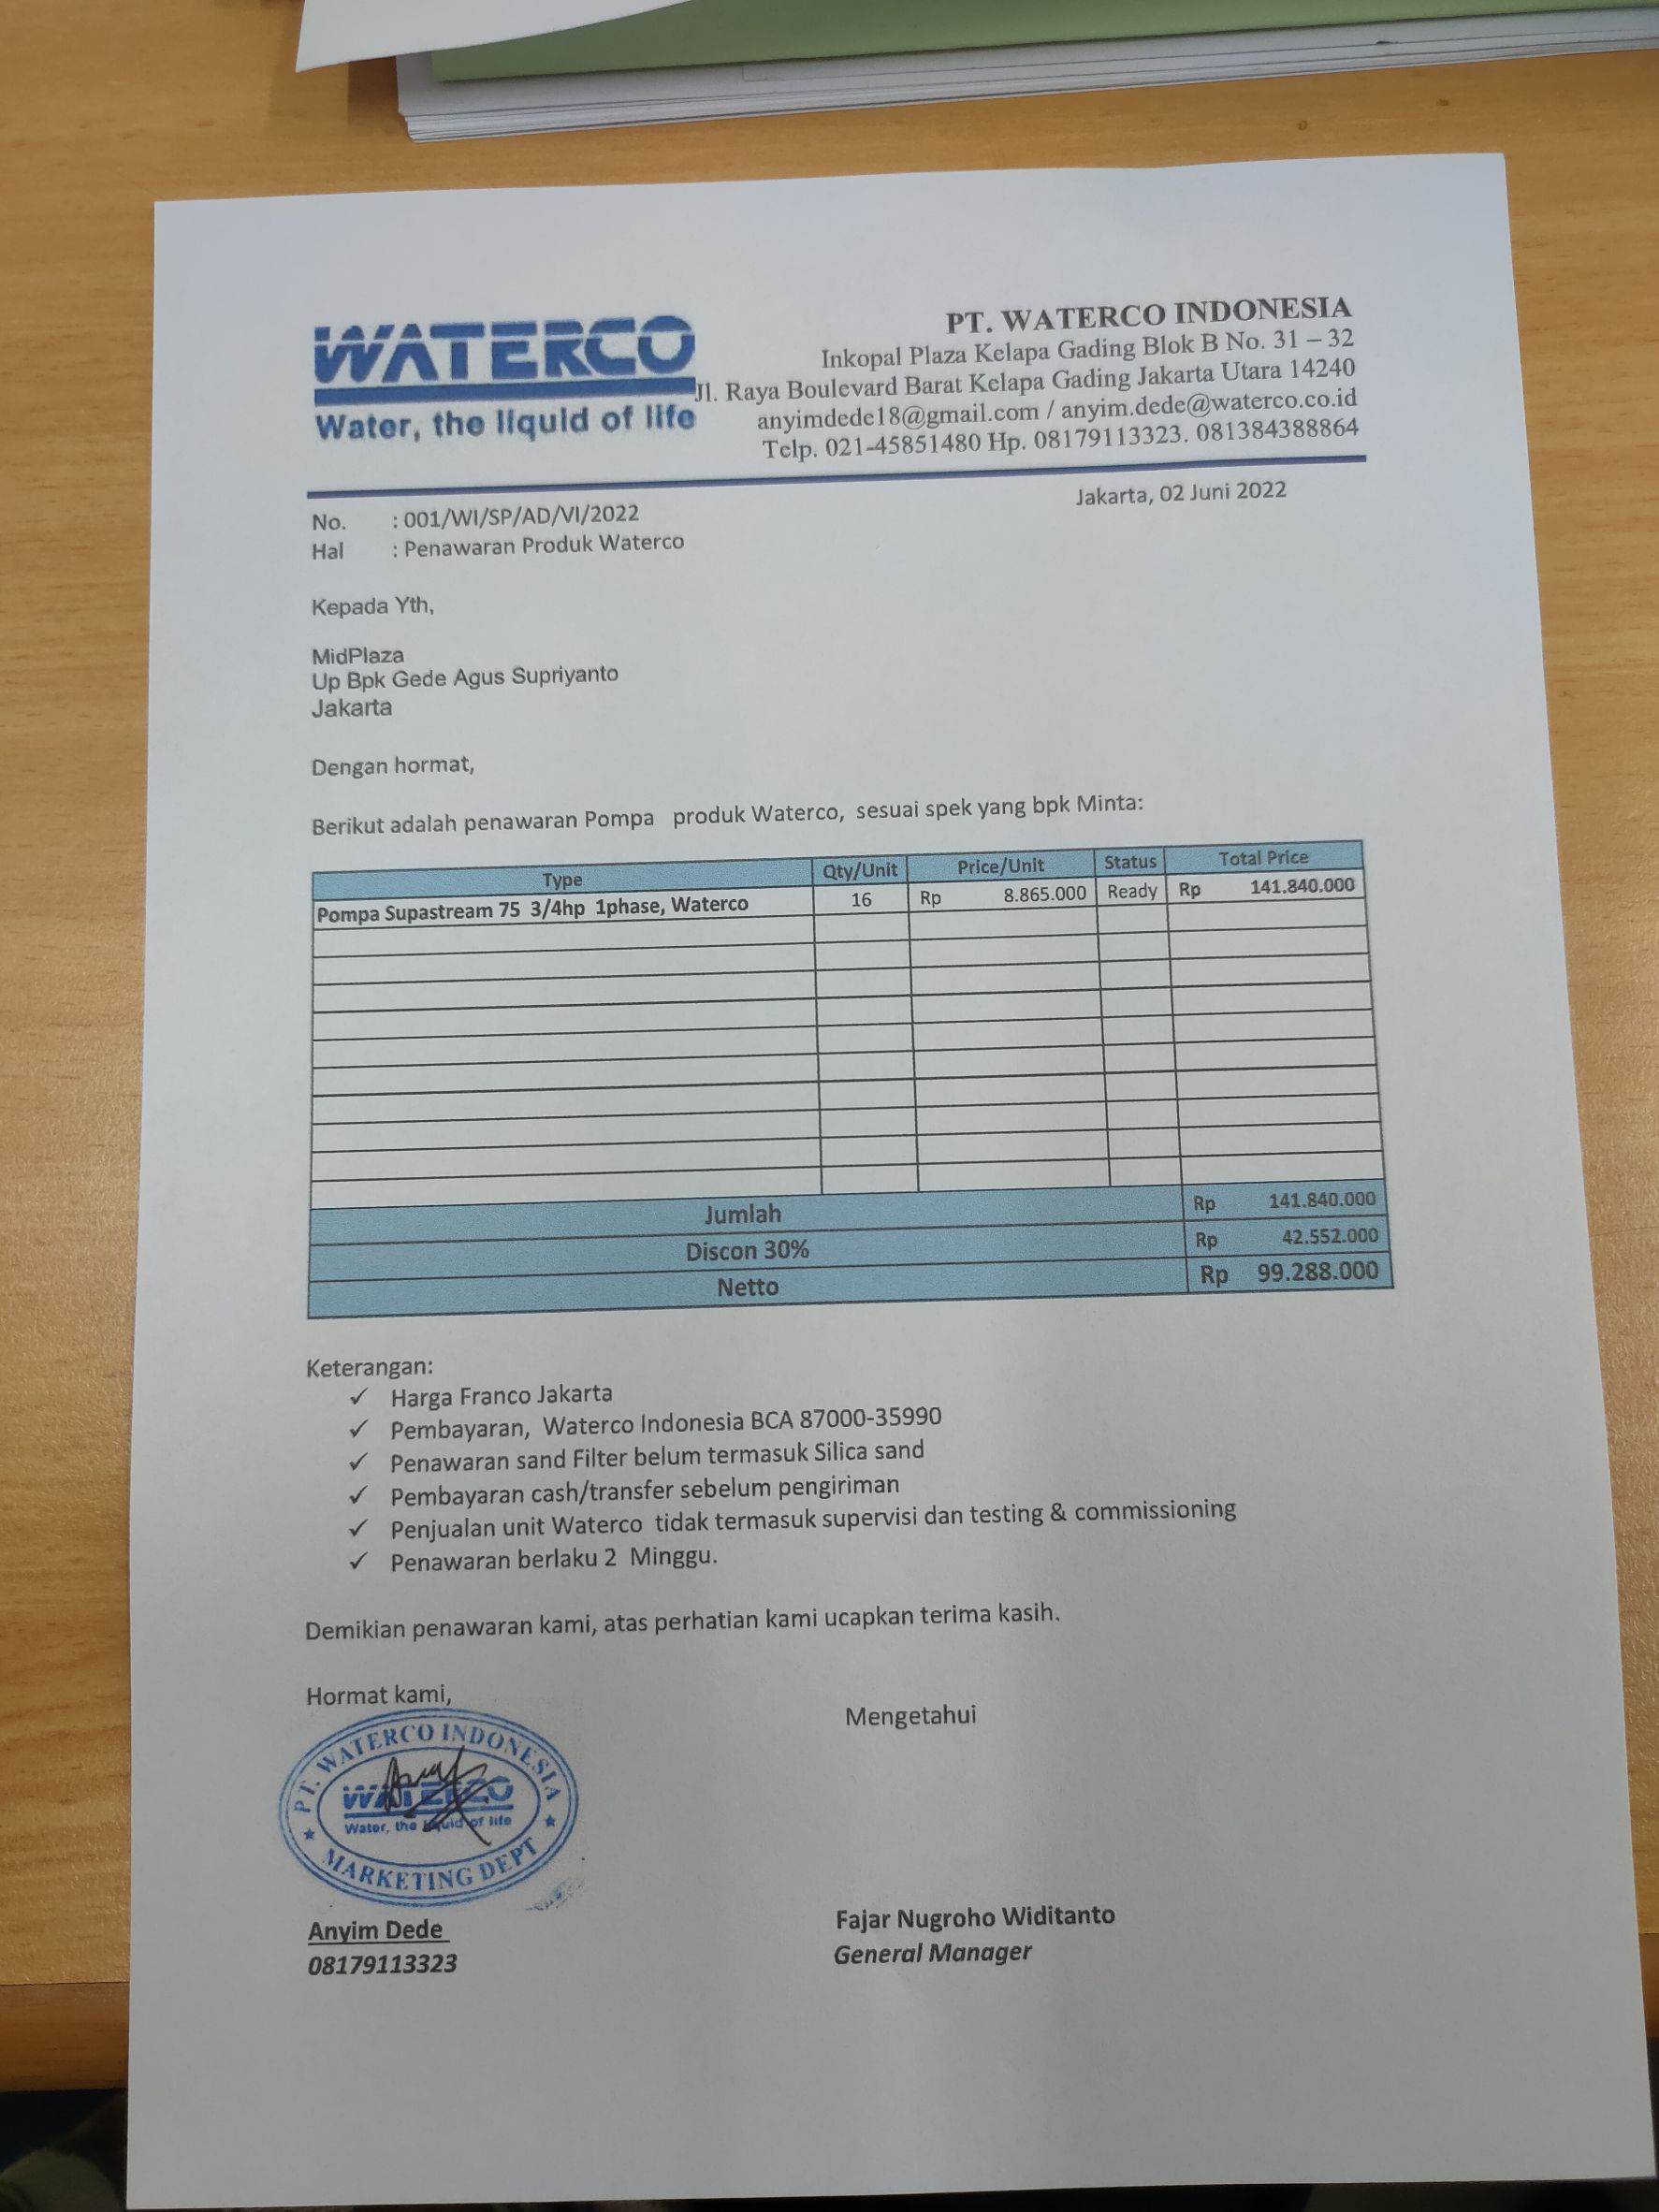 WATERCO
Water, the liquid of life
PT. WATERCO INDONESIA
Inkopal Plaza Kelapa Gading Blok B No. 31 – 32
Jl. Raya Boulevard Barat Kelapa Gading Jakarta Utara 14240
anyimdede18@gmail.com / anyim.dede@waterco.co.id
Telp. 021-45851480 Hp. 08179113323. 081384388864
Jakarta, 02 Juni 2022
No. : 001/WI/SP/AD/VI/2022
Hal : Penawaran Produk Waterco
Kepada Yth,
MidPlaza
Up Bpk Gede Agus Supriyanto
Jakarta
Dengan hormat,
Berikut adalah penawaran Pompa produk Waterco, sesuai spek yang bpk Minta:
Type Qty/Unit Price/Unit Status Total Price
Pompa Supastream 75 3/4hp 1phase, Waterco 16 Rp 8.865.000 Ready Rp 141.840.000
Jumlah Rp 141.840.000
Discon 30% Rp 42.552.000
Netto Rp 99.288.000
Keterangan:
✓ Harga Franco Jakarta
✓ Pembayaran, Waterco Indonesia BCA 87000-35990
✓ Penawaran sand Filter belum termasuk Silica sand
✓ Pembayaran cash/transfer sebelum pengiriman
✓ Penjualan unit Waterco tidak termasuk supervisi dan testing & commissioning
✓ Penawaran berlaku 2 Minggu.
Demikian penawaran kami, atas perhatian kami ucapkan terima kasih.
Hormat kami,
Mengetahui
PT. WATERCO INDONESIA
WATERCO
Water, the liquid of life
MARKETING DEPT
Anyim Dede
08179113323
Fajar Nugroho Widitanto
General Manager